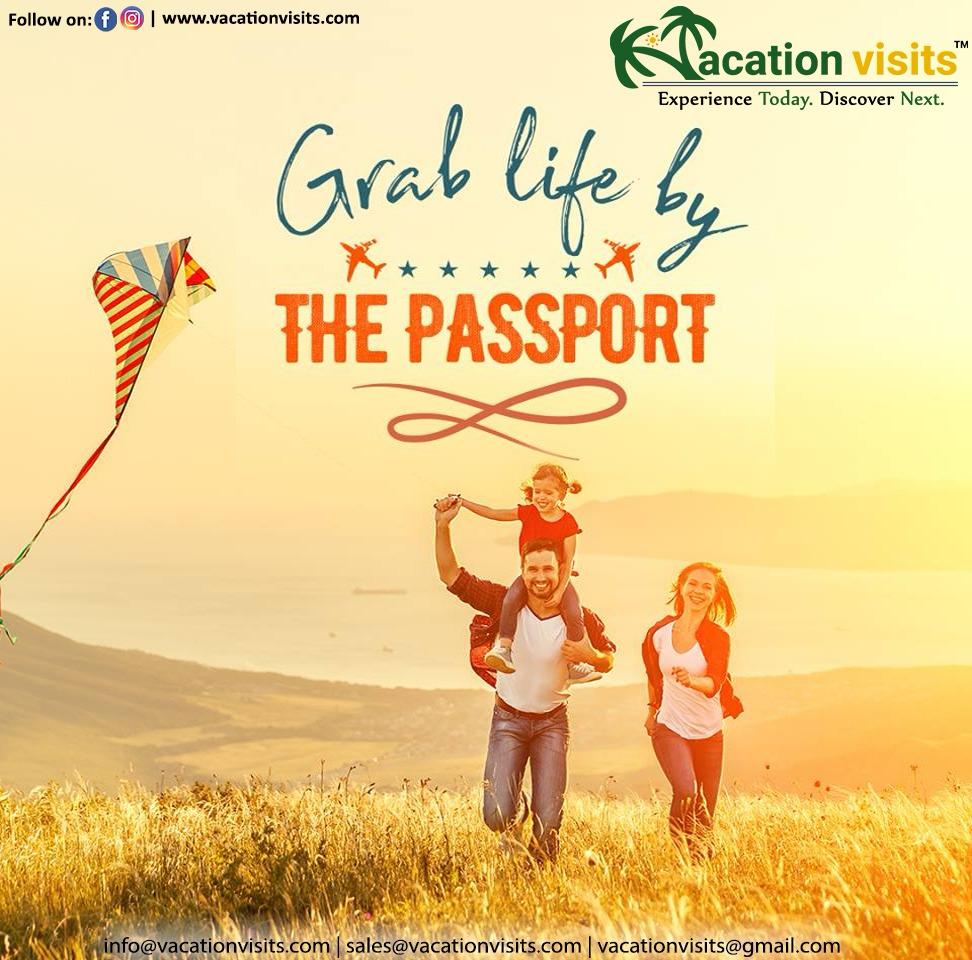 Follow on: | www.vacationvisits.com
Vacation visits™
Experience Today. Discover Next.
Grab life by
THE PASSPORT
info@vacationvisits.com | sales@vacationvisits.com | vacationvisits@gmail.com